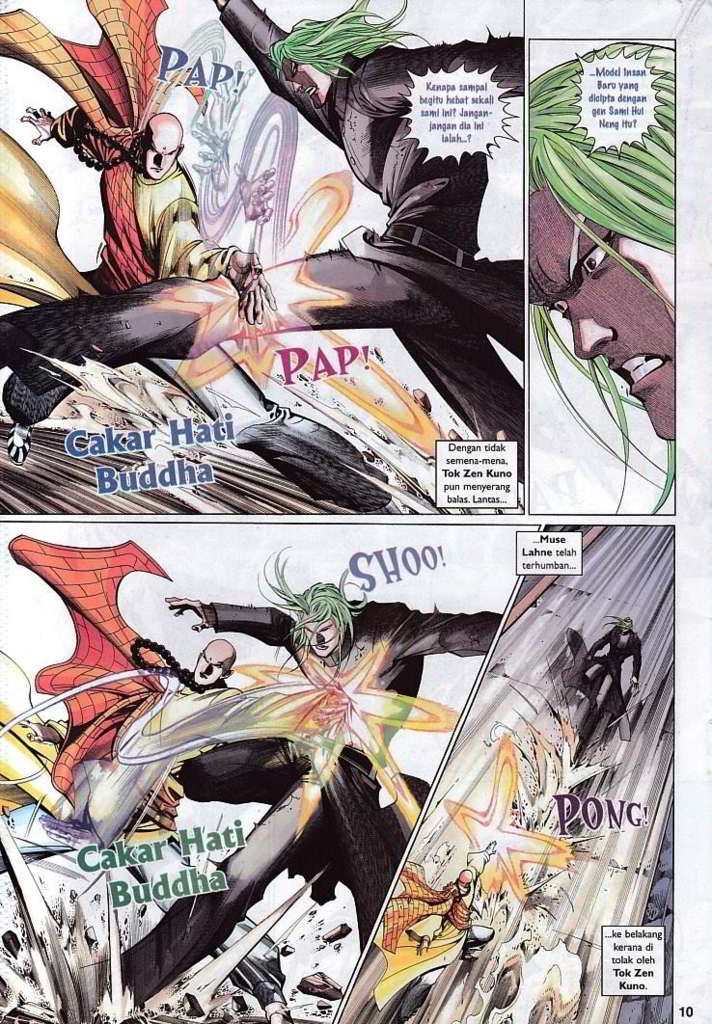 PAP!
Kenapa sampai
begitu hebat sekali
sami ini? Jangan-
jangan dia ini
ialah...?
...Model Insan
Baru yang
dicipta dengan
gen Sami Hui
Neng itu?
PAP!
Cakar Hati
Buddha
Dengan tidak
semena-mena,
Tok Zen Kuno
pun menyerang
balas. Lantas...
SHOO!
...Muse
Lahne telah
terhumban...
Cakar Hati
Buddha
PONG!
...ke belakang
kerana di
tolak oleh
Tok Zen
Kuno.
10